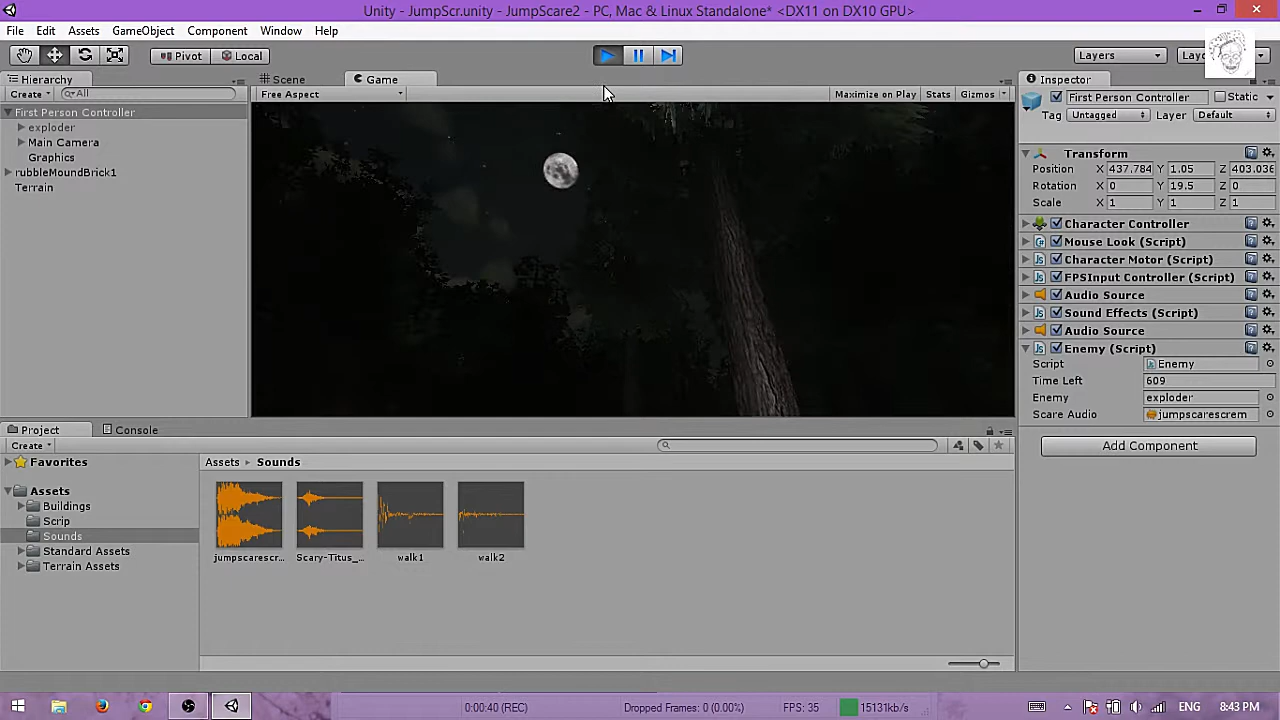 Unity - JumpScr.unity - JumpScare2 - PC, Mac & Linux Standalone* <DX11 on DX10 GPU>
File Edit Assets GameObject Component Window Help
Pivot Local Layers
Hierarchy Scene Game Inspector
Create All Free Aspect Maximize on Play Stats Gizmos First Person Controller Static
First Person Controller Tag Untagged Layer Default
exploder
Main Camera
Graphics
rubbleMoundBrick1
Terrain
Transform
Position X 437.784 Y 1.05 Z 403.036
Rotation X 0 Y 19.5 Z 0
Scale X 1 Y 1 Z 1
Character Controller
Mouse Look (Script)
Character Motor (Script)
FPSInput Controller (Script)
Audio Source
Sound Effects (Script)
Audio Source
Enemy (Script)
Script Enemy
Time Left 609
Enemy exploder
Scare Audio jumpscarescrem
Add Component
Project Console
Create
Favorites
Assets
Buildings
Scrip
Sounds
Standard Assets
Terrain Assets
Assets Sounds
jumpscarescr... Scary-Titus_... walk1 walk2
0:00:40 (REC) Dropped Frames: 0 (0.00%) FPS: 35 15131kb/s ENG 8:43 PM